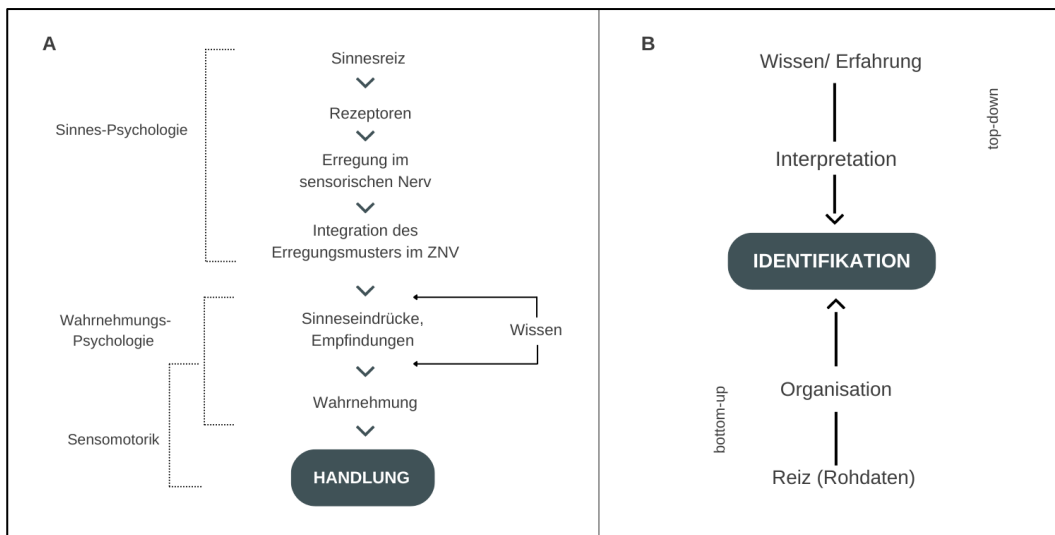 A
Sinnesreiz
Rezeptoren
Erregung im
sensorischen Nerv
Integration des
Erregungsmusters im ZNV
Sinneseindrücke,
Empfindungen
Wahrnehmung
HANDLUNG
Sinnes-Psychologie
Wahrnehmungs-
Psychologie
Sensomotorik
Wissen
B
Wissen/ Erfahrung
top-down
Interpretation
IDENTIFIKATION
Organisation
bottom-up
Reiz (Rohdaten)